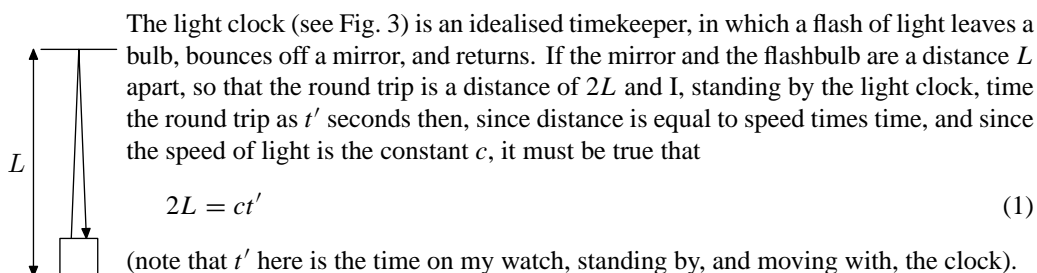 The light clock (see Fig. 3) is an idealised timekeeper, in which a flash of light leaves a
bulb, bounces off a mirror, and returns. If the mirror and the flashbulb are a distance L
apart, so that the round trip is a distance of 2L and I, standing by the light clock, time
the round trip as t′ seconds then, since distance is equal to speed times time, and since
the speed of light is the constant c, it must be true that
L
2L = ct′ (1)
(note that t′ here is the time on my watch, standing by, and moving with, the clock).